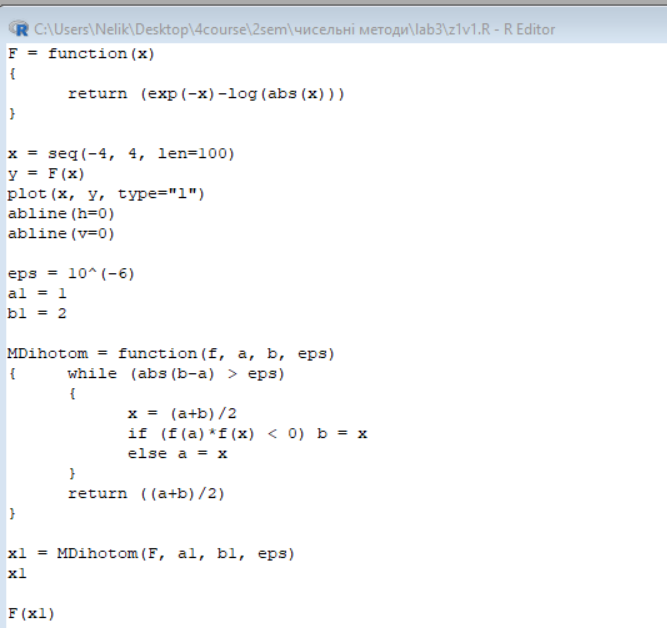 C:\Users\Nelik\Desktop\4course\2sem\чисельні методи\lab3\z1v1.R - R Editor
F = function(x)
{
return (exp(-x)-log(abs(x)))
}
x = seq(-4, 4, len=100)
y = F(x)
plot(x, y, type="l")
abline(h=0)
abline(v=0)
eps = 10^(-6)
a1 = 1
b1 = 2
MDihotom = function(f, a, b, eps)
{ while (abs(b-a) > eps)
{
x = (a+b)/2
if (f(a)*f(x) < 0) b = x
else a = x
}
return ((a+b)/2)
}
x1 = MDihotom(F, a1, b1, eps)
x1
F(x1)